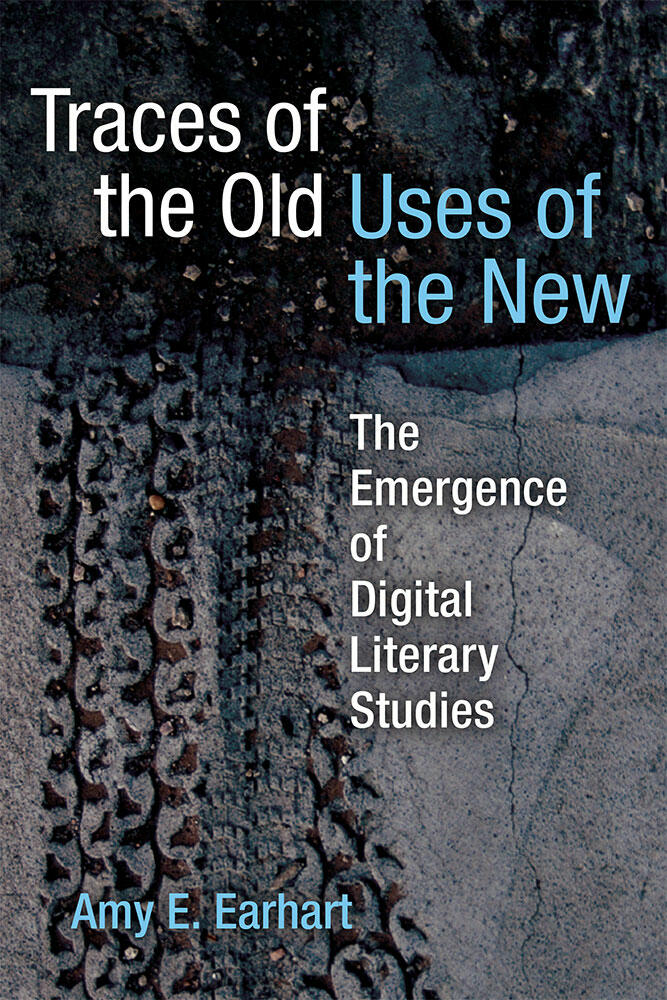 Traces of
the Old Uses of
the New
The
Emergence
of
Digital
Literary
Studies
Amy E. Earhart